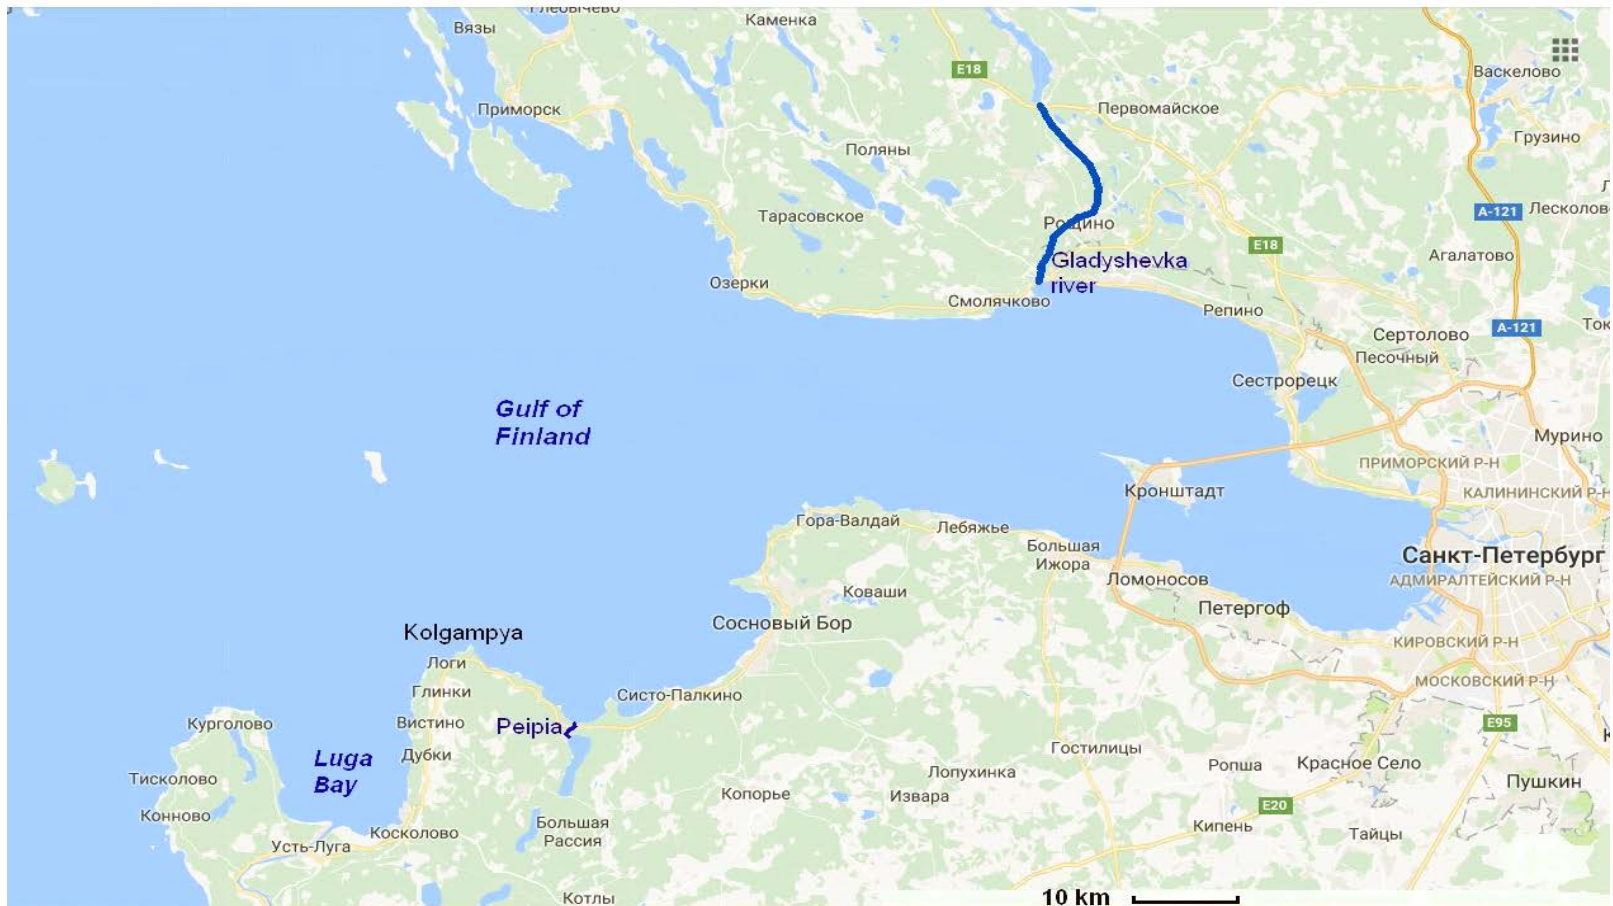 Глебычево
Каменка
Вязы
E18
Васкелово
Приморск
Первомайское
Грузино
Поляны
A-121
Лесколов
Тарасовское
Рощино
E18
Агалатово
Gladyshevka
river
Озерки
Смолячково
Репино
A-121
Ток
Сертолово
Песочный
Сестрорецк
Gulf of
Finland
Мурино
ПРИМОРСКИЙ Р-Н
Кронштадт
КАЛИНИНСКИЙ Р-Н
Гора-Валдай
Лебяжье
Большая
Ижора
Санкт-Петербург
Ломоносов
АДМИРАЛТЕЙСКИЙ Р-Н
Коваши
Петергоф
Сосновый Бор
Kolgampya
КИРОВСКИЙ Р-Н
Логи
МОСКОВСКИЙ Р-Н
Глинки
Систо-Палкино
Курголово
Вистино
Peipia
E95
Дубки
Luga
Bay
Гостилицы
Ропша
Красное Село
Тисколово
Лопухинка
Пушкин
Копорье
Извара
E20
Конново
Большая
Рассия
Косколово
Кипень
Тайцы
Усть-Луга
Котлы
10 km